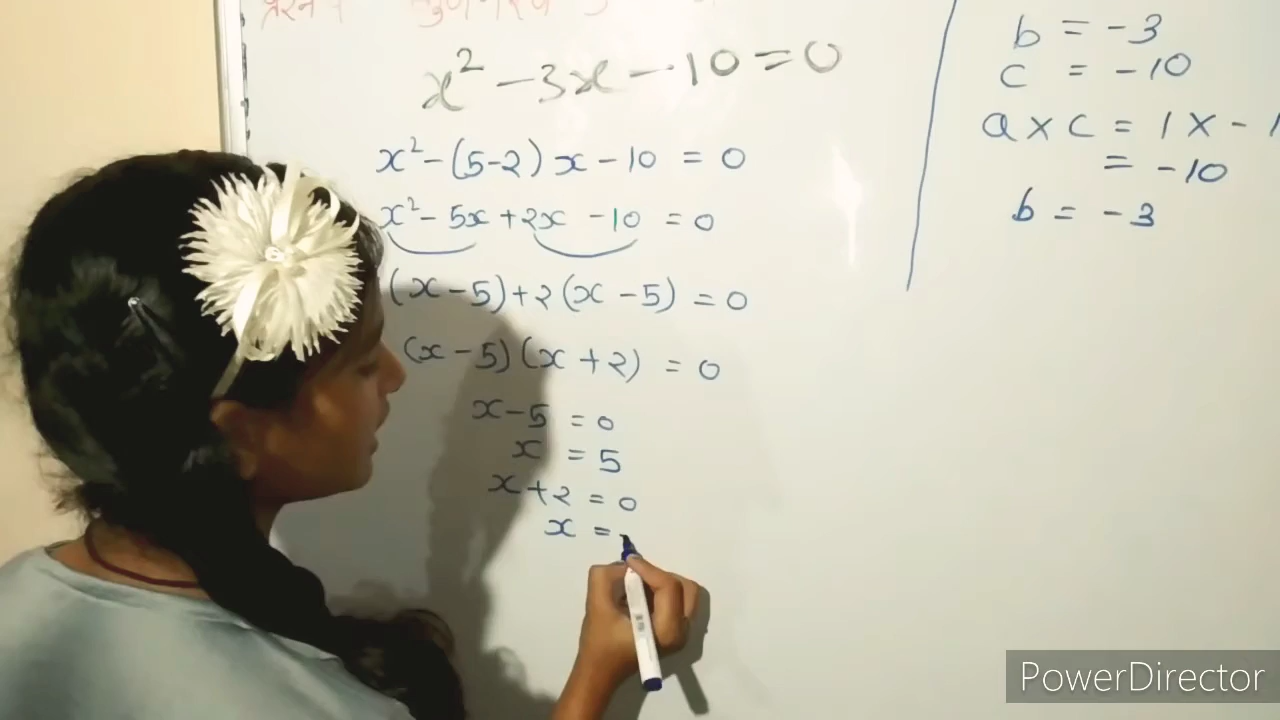 x² - 3x - 10 = 0
x² - (5-2) x - 10 = 0
x² - 5x + 2x - 10 = 0
(x - 5) + 2 (x - 5) = 0
(x - 5) (x + 2) = 0
x - 5 = 0
x = 5
x + 2 = 0
x = -
b = -3
c = -10
a × c = 1 × -1
= -10
b = -3
PowerDirector